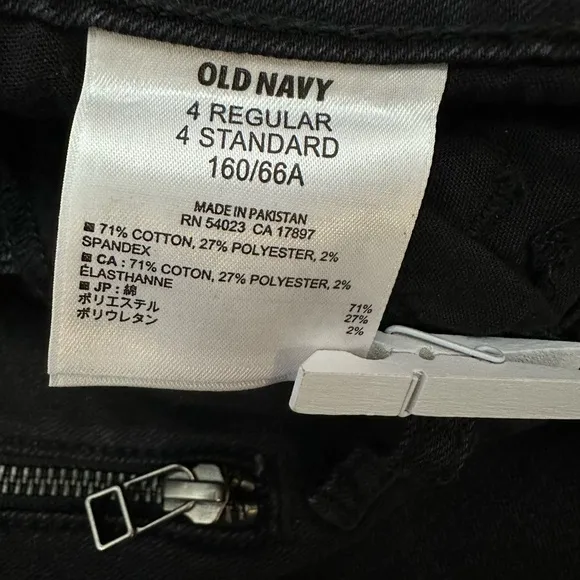 OLD NAVY
4 REGULAR
4 STANDARD
160/66A
MADE IN PAKISTAN
RN 54023 CA 17897
71% COTTON, 27% POLYESTER, 2%
SPANDEX
CA : 71% COTON, 27% POLYESTER, 2%
ÉLASTHANNE
JP : 綿 71%
ポリエステル 27%
ポリウレタン 2%